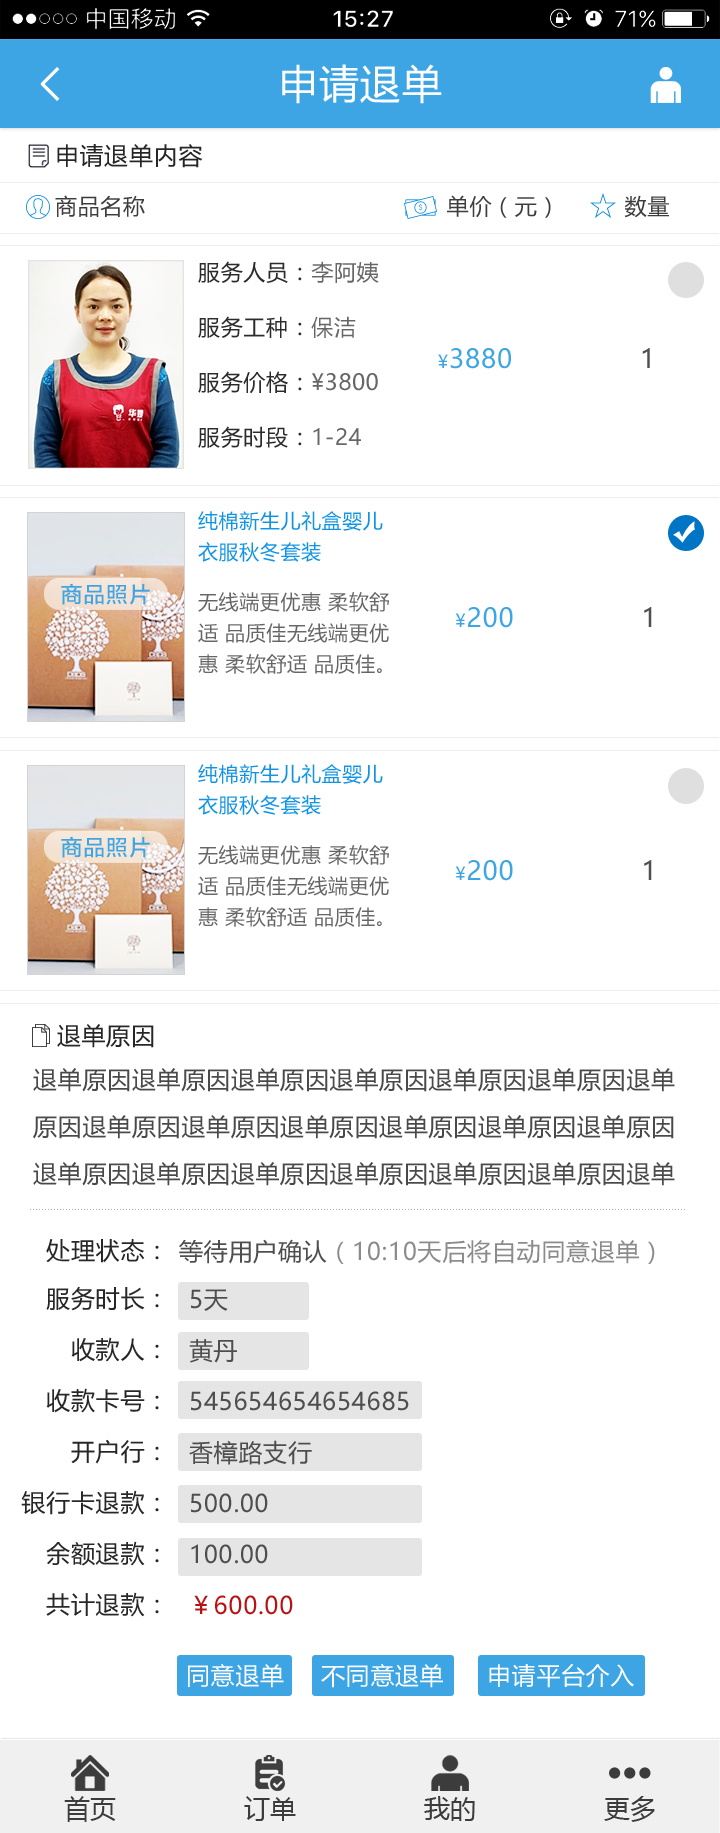 中国移动 15:27 71%
申请退单
申请退单内容
商品名称 单价（元） 数量
服务人员：李阿姨
服务工种：保洁
服务价格：¥3800
服务时段：1-24
¥3880 1
纯棉新生儿礼盒婴儿
衣服秋冬套装
商品照片
无线端更优惠 柔软舒
适 品质佳无线端更优
惠 柔软舒适 品质佳。
¥200 1
纯棉新生儿礼盒婴儿
衣服秋冬套装
商品照片
无线端更优惠 柔软舒
适 品质佳无线端更优
惠 柔软舒适 品质佳。
¥200 1
退单原因
退单原因退单原因退单原因退单原因退单原因退单原因退单
原因退单原因退单原因退单原因退单原因退单原因退单原因
退单原因退单原因退单原因退单原因退单原因退单原因退单
处理状态： 等待用户确认（10:10天后将自动同意退单）
服务时长： 5天
收款人： 黄丹
收款卡号： 545654654654685
开户行： 香樟路支行
银行卡退款： 500.00
余额退款： 100.00
共计退款： ¥600.00
同意退单 不同意退单 申请平台介入
首页 订单 我的 更多